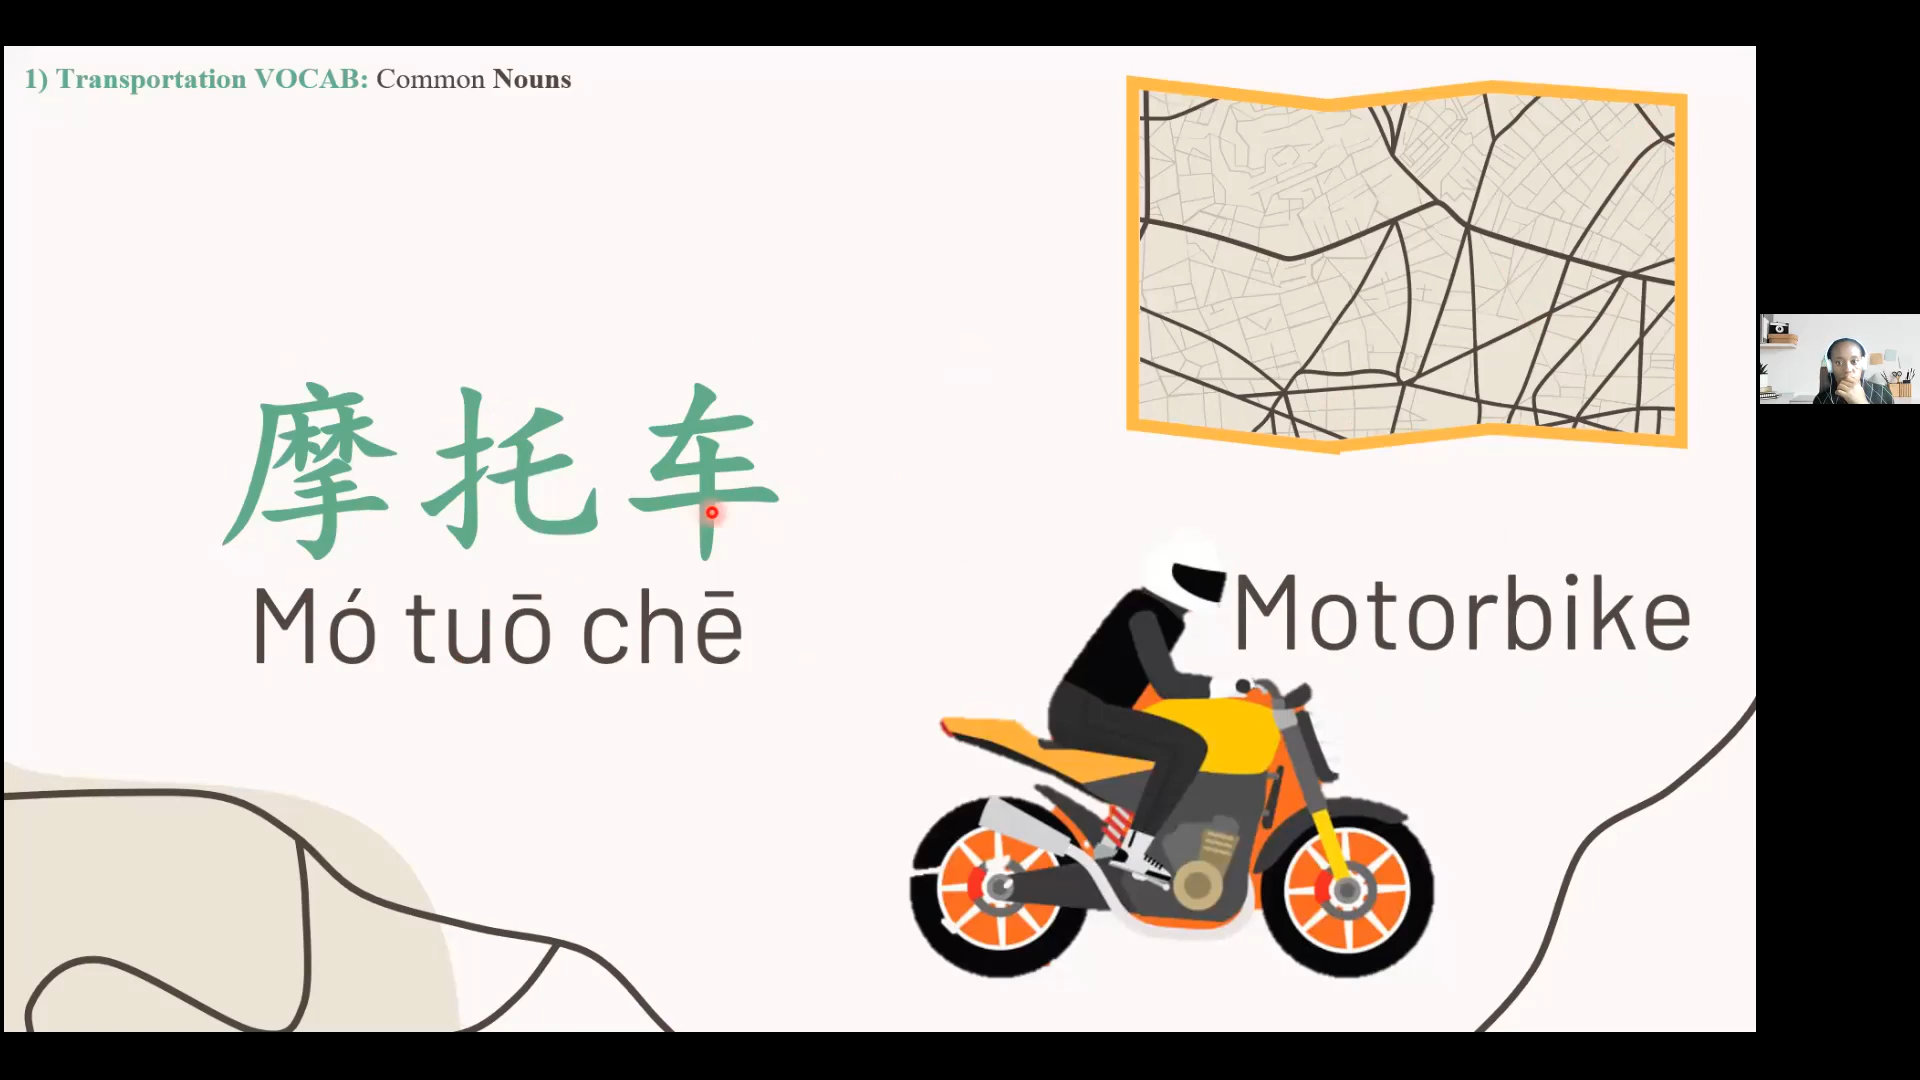 1) Transportation VOCAB: Common Nouns
摩托车
Mó tuō chē
Motorbike